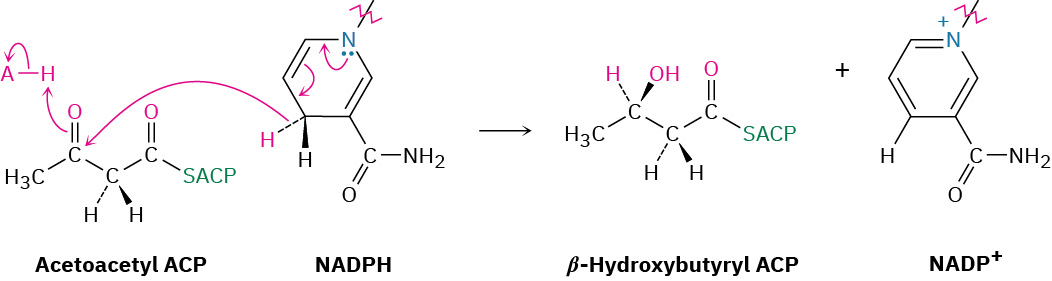 A—H
O O
H₃C C C C SACP
H H
N
H H
C—NH₂
O
H OH O
H₃C C C C SACP
H H
+
+
N
H
C—NH₂
O
Acetoacetyl ACP NADPH β-Hydroxybutyryl ACP NADP⁺